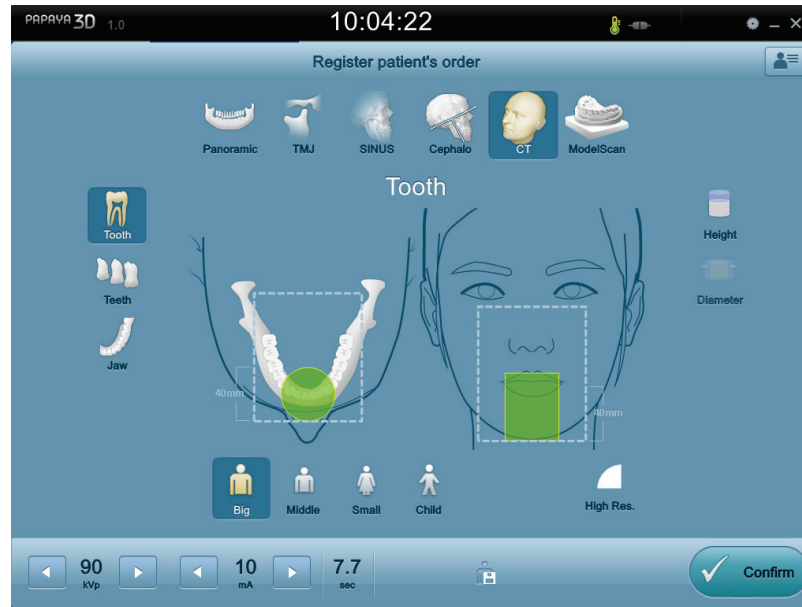 PAPAYA 3D 1.0
10:04:22
Register patient's order
Panoramic
TMJ
SINUS
Cephalo
CT
ModelScan
Tooth
Tooth
Teeth
Jaw
Height
Diameter
40mm
40mm
Big
Middle
Small
Child
High Res.
90
kVp
10
mA
7.7
sec
Confirm